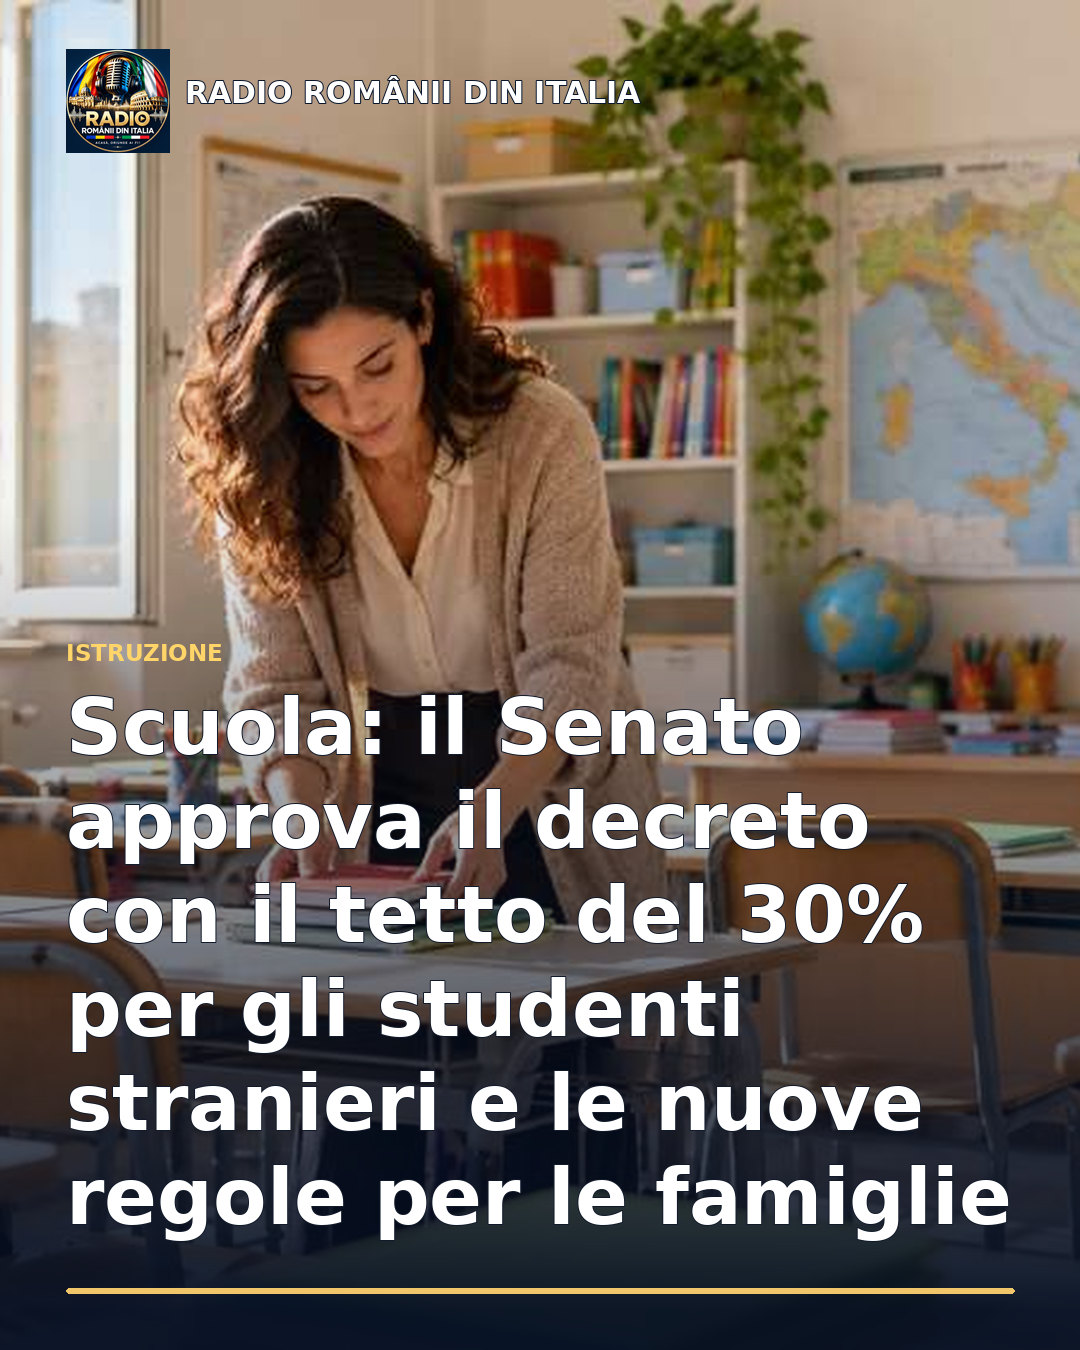 RADIO
ROMÂNII DIN ITALIA
RADIO ROMÂNII DIN ITALIA
ISTRUZIONE
Scuola: il Senato
approva il decreto
con il tetto del 30%
per gli studenti
stranieri e le nuove
regole per le famiglie